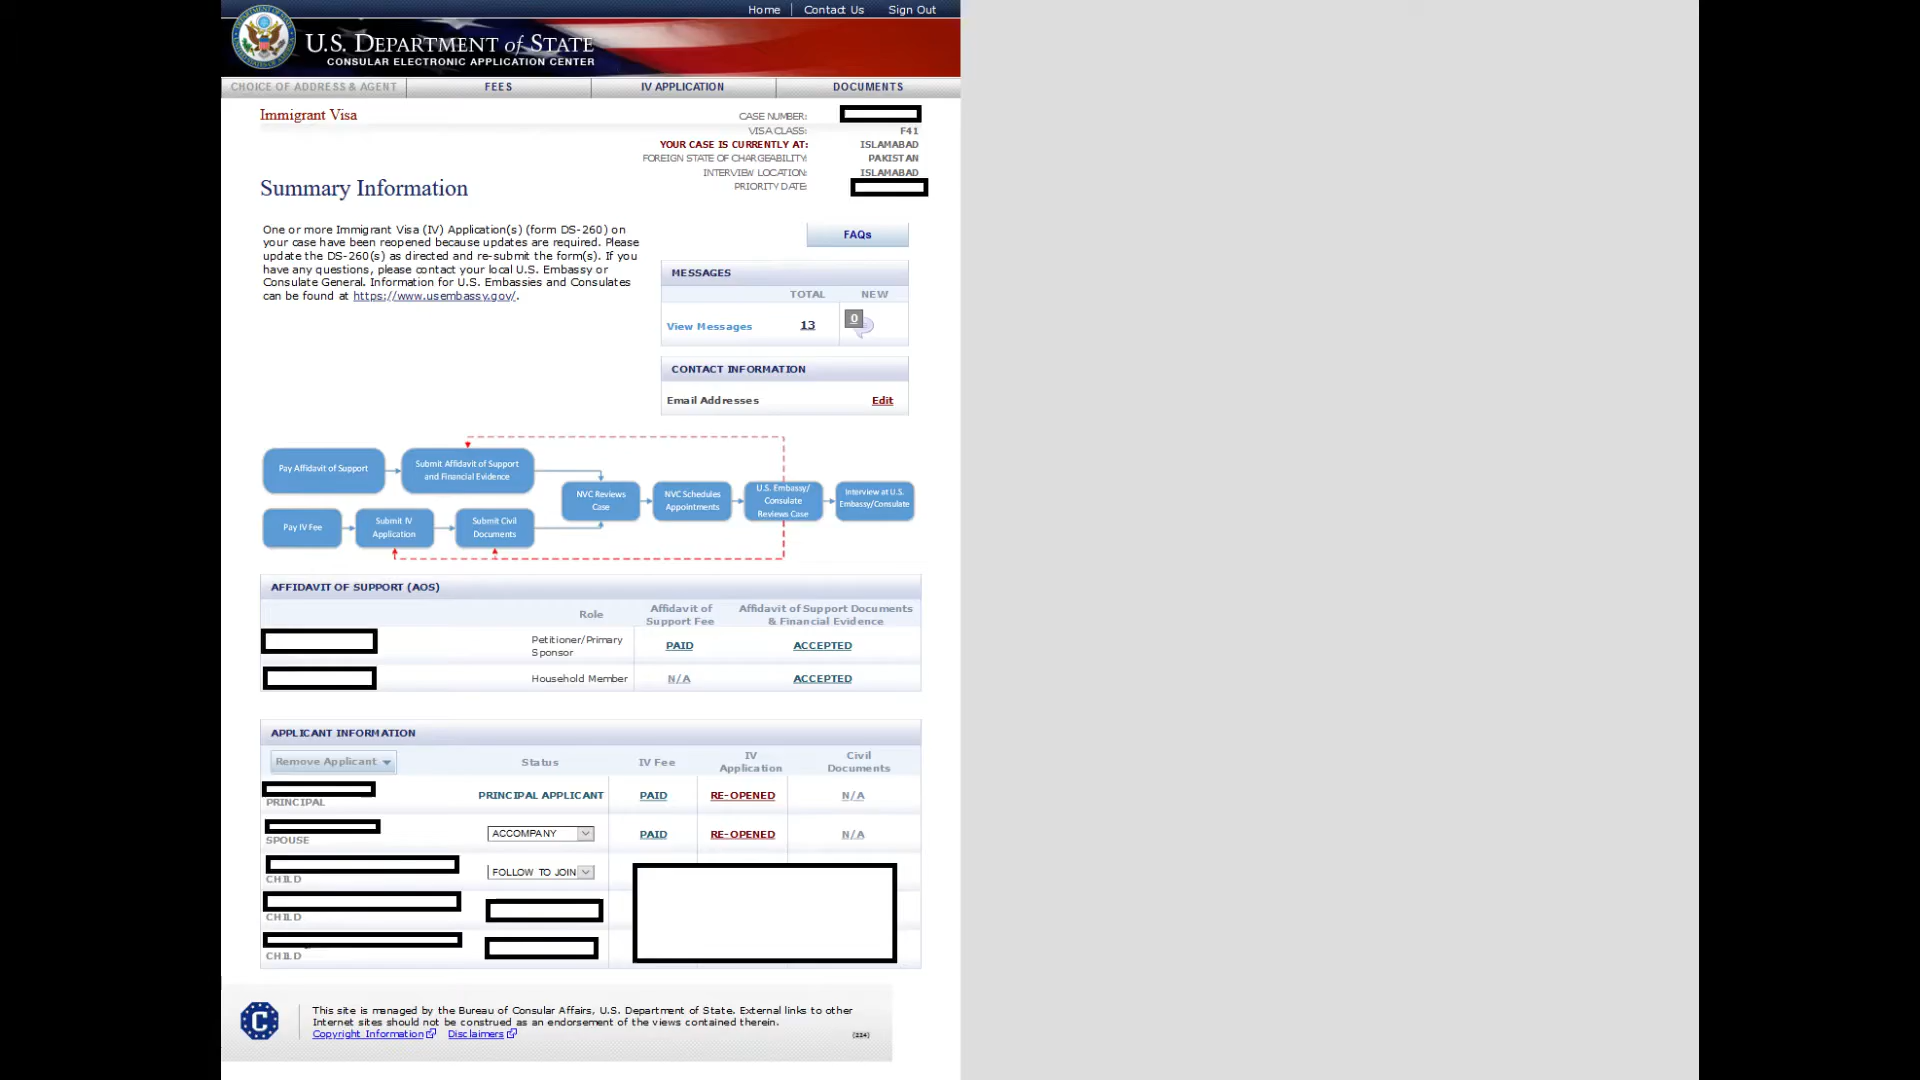 Home
Contact Us
Sign Out
U.S. DEPARTMENT of STATE
CONSULAR ELECTRONIC APPLICATION CENTER
CHOICE OF ADDRESS & AGENT
FEES
IV APPLICATION
DOCUMENTS
Immigrant Visa
CASE NUMBER:
VISA CLASS: F41
YOUR CASE IS CURRENTLY AT: ISLAMABAD
FOREIGN STATE OF CHARGEABILITY: PAKISTAN
INTERVIEW LOCATION: ISLAMABAD
PRIORITY DATE:
Summary Information
One or more Immigrant Visa (IV) Application(s) (form DS-260) on
your case have been reopened because updates are required. Please
update the DS-260(s) as directed and re-submit the form(s). If you
have any questions, please contact your local U.S. Embassy or
Consulate General. Information for U.S. Embassies and Consulates
can be found at https://www.usembassy.gov/.
FAQs
MESSAGES
TOTAL NEW
View Messages 13 0
CONTACT INFORMATION
Email Addresses Edit
Pay Affidavit of Support
Submit Affidavit of Support
and Financial Evidence
Pay IV Fee
Submit IV
Application
Submit Civil
Documents
NVC Reviews
Case
NVC Schedules
Appointments
U.S. Embassy/
Consulate
Reviews Case
Interview at U.S.
Embassy/Consulate
AFFIDAVIT OF SUPPORT (AOS)
Role
Affidavit of
Support Fee
Affidavit of Support Documents
& Financial Evidence
Petitioner/Primary
Sponsor
PAID
ACCEPTED
Household Member N/A ACCEPTED
APPLICANT INFORMATION
Remove Applicant
Status
IV Fee
IV
Application
Civil
Documents
PRINCIPAL
PRINCIPAL APPLICANT PAID RE-OPENED N/A
SPOUSE
ACCOMPANY PAID RE-OPENED N/A
CHILD
FOLLOW TO JOIN
CHILD
CHILD
C
This site is managed by the Bureau of Consular Affairs, U.S. Department of State. External links to other
Internet sites should not be construed as an endorsement of the views contained therein.
Copyright Information Disclaimers
(224)